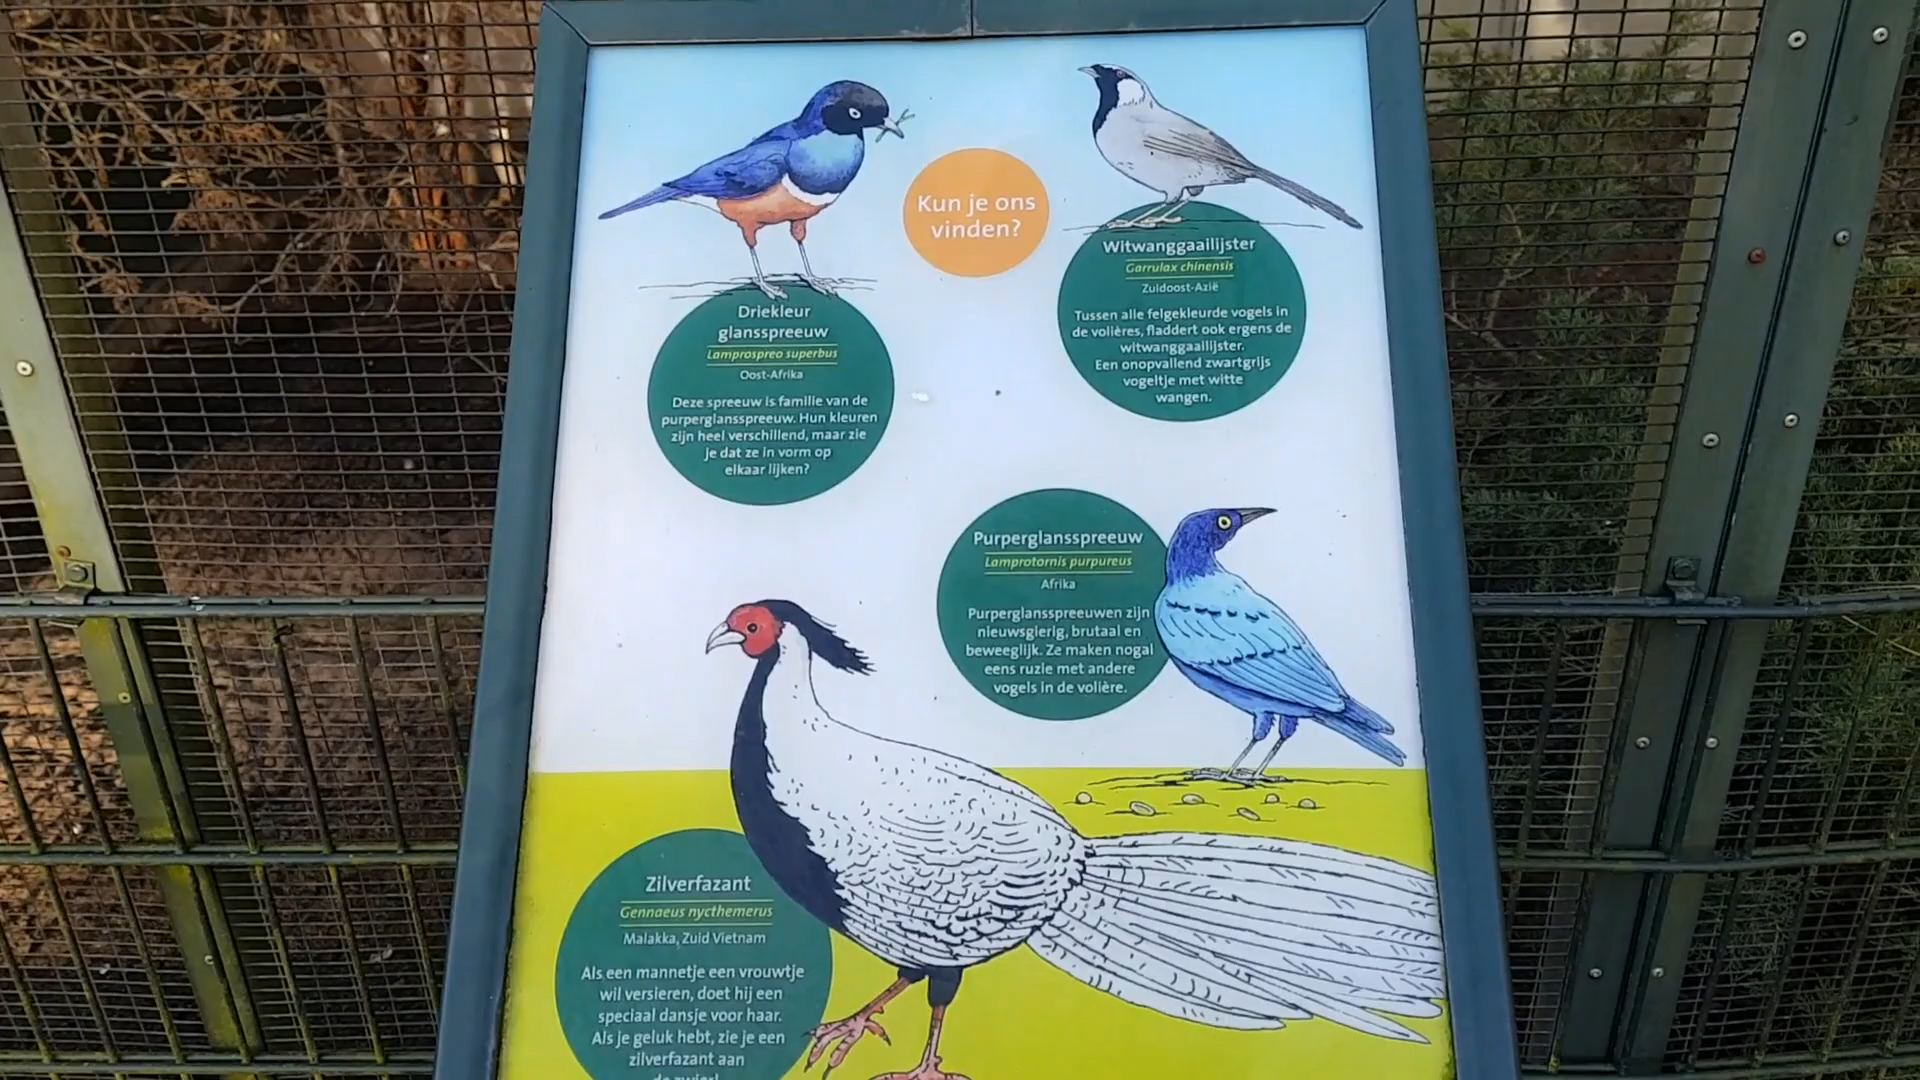 Kun je ons
vinden?
Driekleur
glansspreeuw
Lamprospreo superbus
Oost-Afrika
Deze spreeuw is familie van de
purperglansspreeuw. Hun kleuren
zijn heel verschillend, maar zie
je dat ze in vorm op
elkaar lijken?
Witwanggaailijster
Garrulax chinensis
Zuidoost-Azië
Tussen alle felgekleurde vogels in
de volières, fladdert ook ergens de
witwanggaailijster.
Een onopvallend zwartgrijs
vogeltje met witte
wangen.
Purperglansspreeuw
Lamprotornis purpureus
Afrika
Purperglansspreeuwen zijn
nieuwsgierig, brutaal en
beweeglijk. Ze maken nogal
eens ruzie met andere
vogels in de volière.
Zilverfazant
Gennaeus nycthemerus
Malakka, Zuid Vietnam
Als een mannetje een vrouwtje
wil versieren, doet hij een
speciaal dansje voor haar.
Als je geluk hebt, zie je een
zilverfazant aan